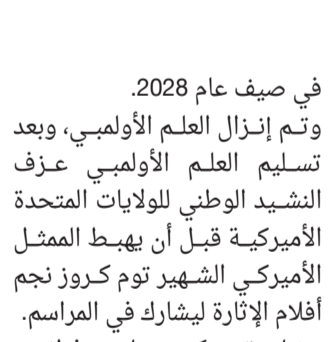 في صيف عام 2028.
وتم إنزال العلم الأولمبي، وبعد
تسليم العلم الأولمبي عزف
النشيد الوطني للولايات المتحدة
الأميركية قبل أن يهبط الممثل
الأميركي الشهير توم كروز نجم
أفلام الإثارة ليشارك في المراسم.